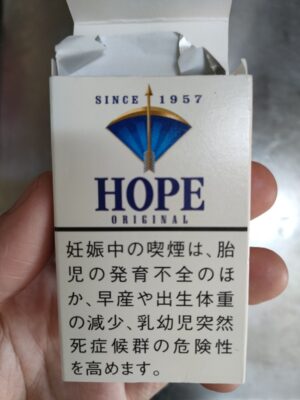 SINCE 1957
HOPE
ORIGINAL
妊娠中の喫煙は、胎
児の発育不全のほ
か、早産や出生体重
の減少、乳幼児突然
死症候群の危険性
を高めます。